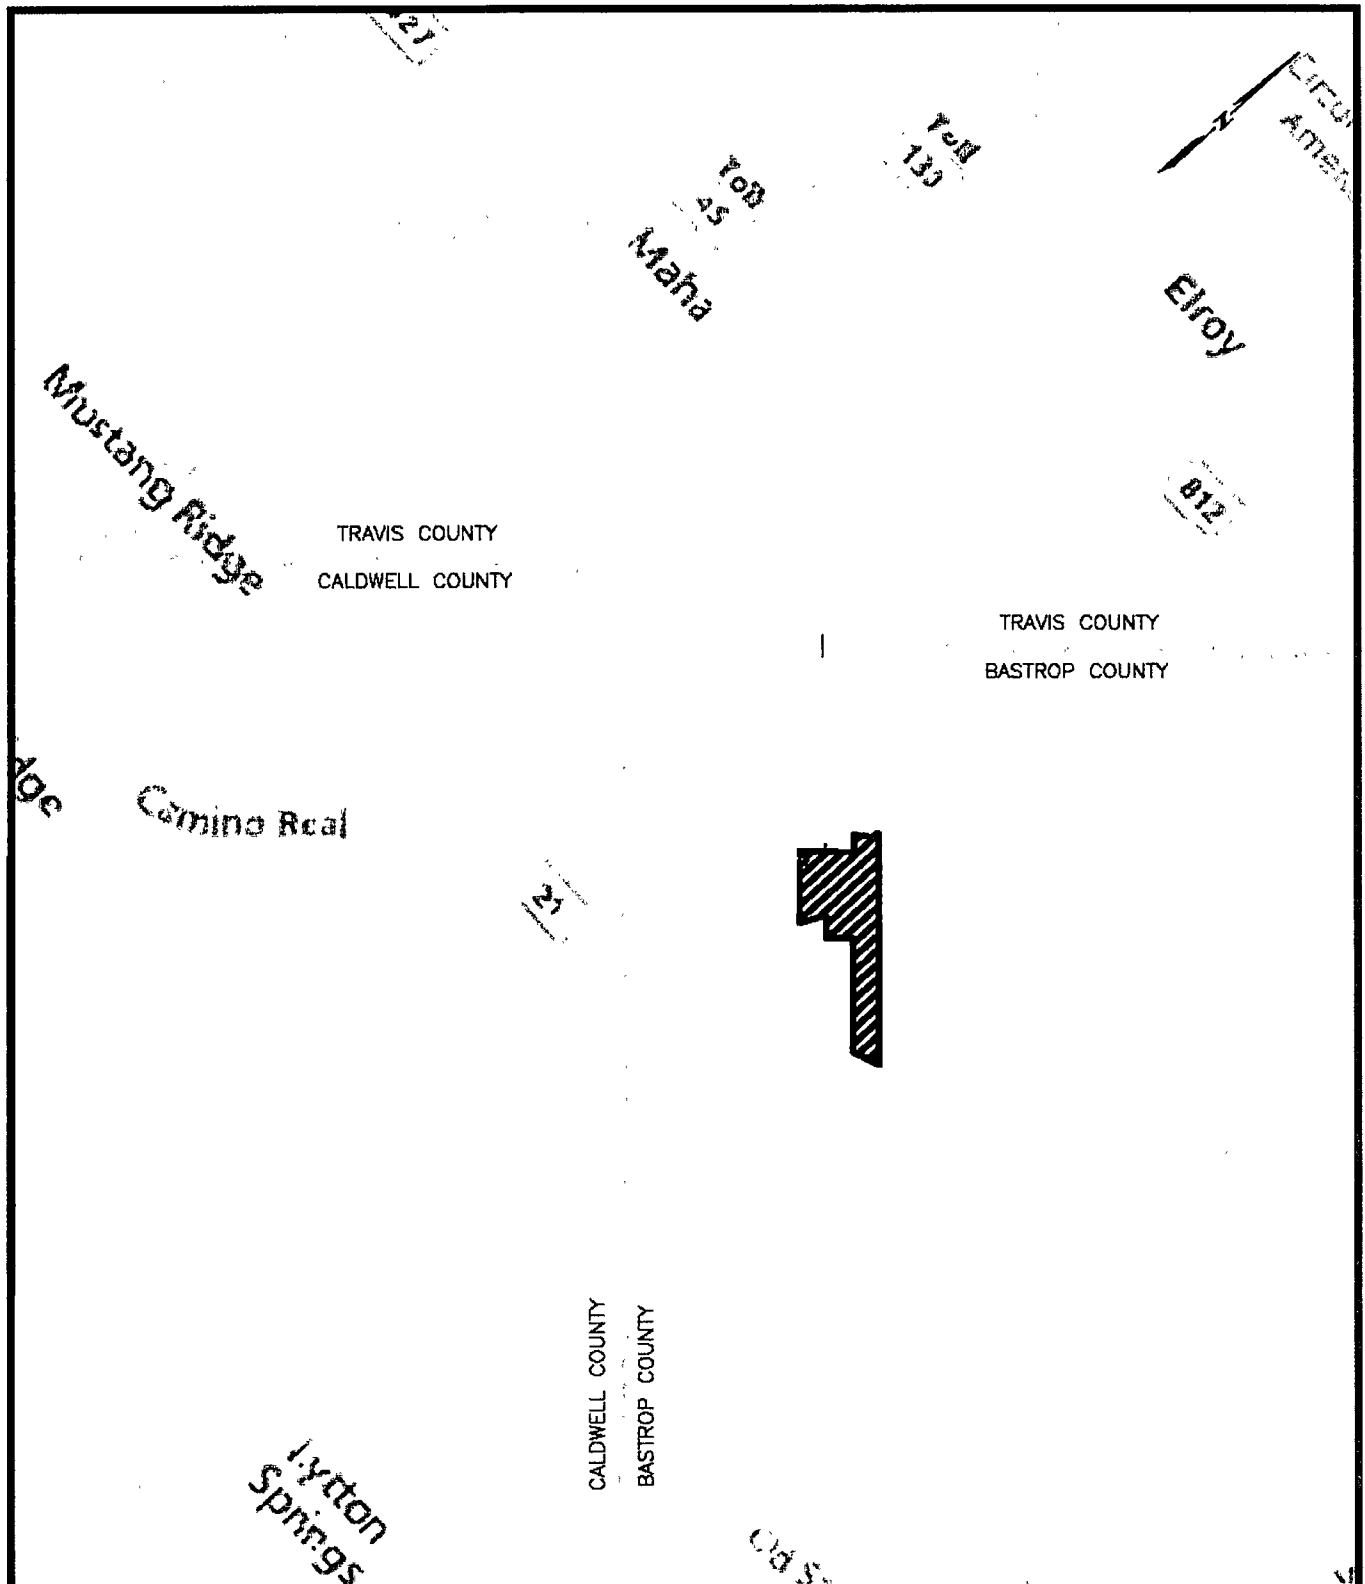 Toll
130
Toll
45
N
Maha
Elroy
Mustang Ridge
812
TRAVIS COUNTY
CALDWELL COUNTY
TRAVIS COUNTY
BASTROP COUNTY
dge
Camino Real
21
CALDWELL COUNTY
BASTROP COUNTY
Lytton
Springs